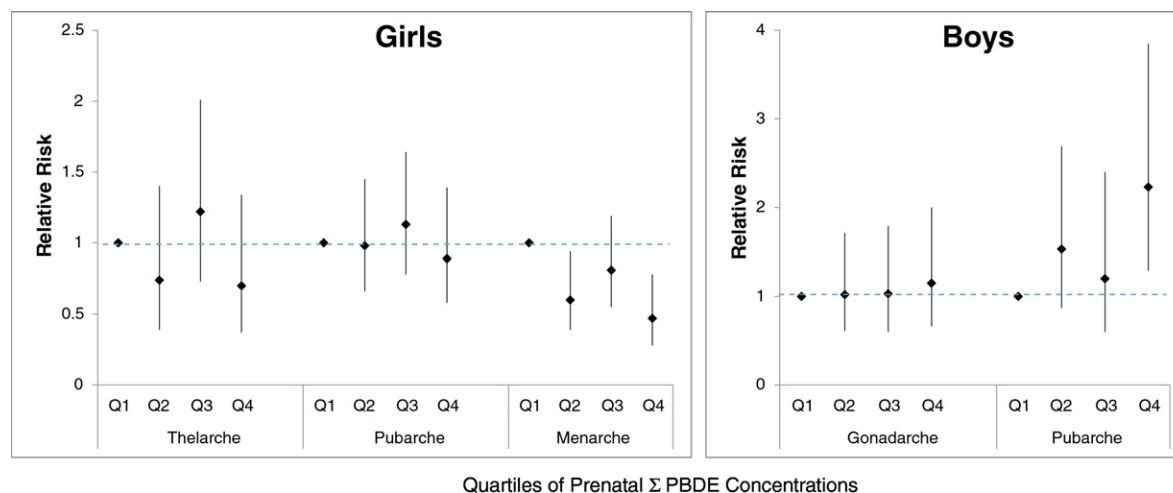 Girls
Relative Risk
2.5
2
1.5
1
0.5
0
Q1 Q2 Q3 Q4 Q1 Q2 Q3 Q4 Q1 Q2 Q3 Q4
Thelarche Pubarche Menarche
Boys
Relative Risk
4
3
2
1
0
Q1 Q2 Q3 Q4 Q1 Q2 Q3 Q4
Gonadarche Pubarche
Quartiles of Prenatal Σ PBDE Concentrations